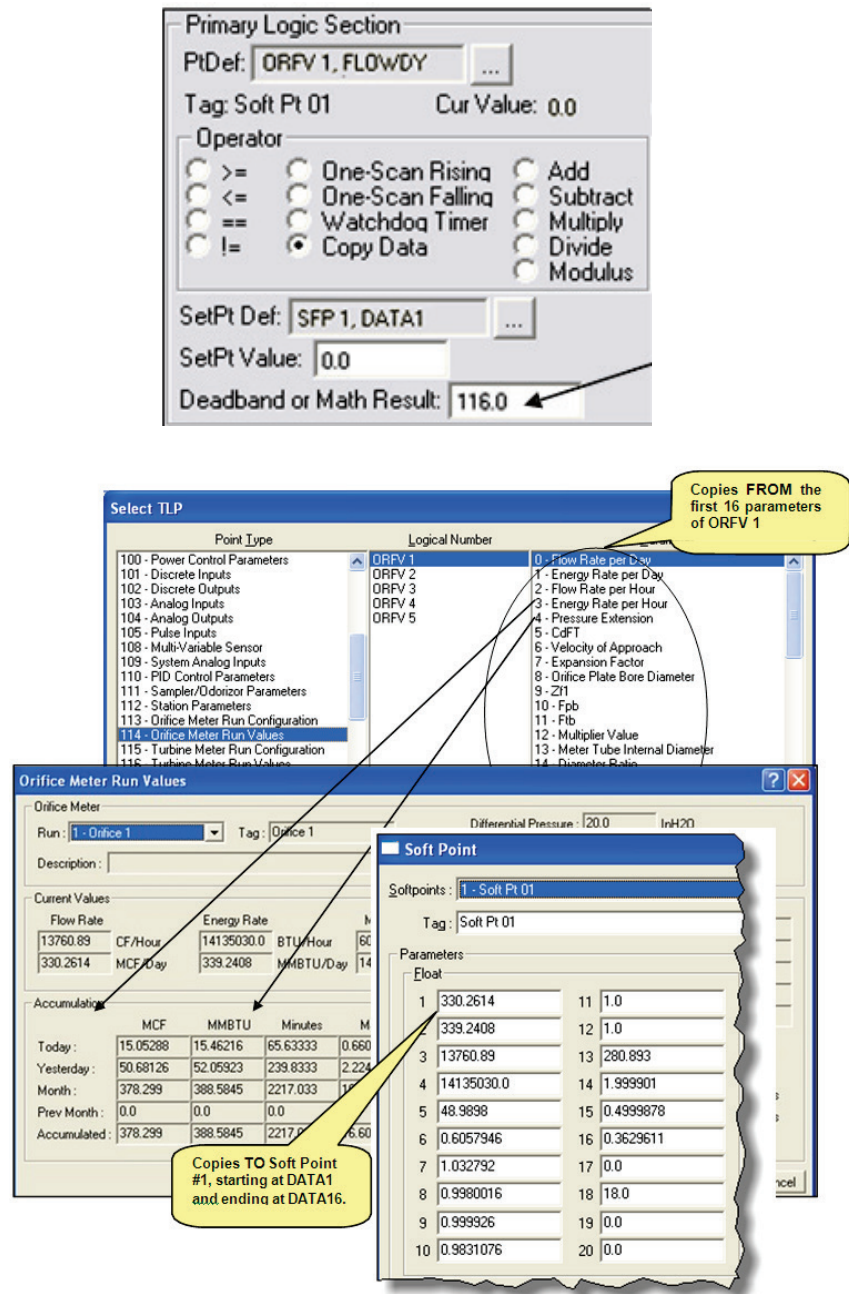 Primary Logic Section
PtDef: ORFV 1, FLOWDY ...
Tag: Soft Pt 01 Cur Value: 0.0
Operator
>= One-Scan Rising Add
<= One-Scan Falling Subtract
== Watchdog Timer Multiply
!= Copy Data Divide
Modulus
SetPt Def: SFP 1, DATA1 ...
SetPt Value: 0.0
Deadband or Math Result: 116.0
Copies FROM the
first 16 parameters
of ORFV 1
Select TLP
Point Type Logical Number
100 - Power Control Parameters ORFV 1 0 - Flow Rate per Day
101 - Discrete Inputs ORFV 2 1 - Energy Rate per Day
102 - Discrete Outputs ORFV 3 2 - Flow Rate per Hour
103 - Analog Inputs ORFV 4 3 - Energy Rate per Hour
104 - Analog Outputs ORFV 5 4 - Pressure Extension
105 - Pulse Inputs 5 - CdFT
108 - Multi-Variable Sensor 6 - Velocity of Approach
109 - System Analog Inputs 7 - Expansion Factor
110 - PID Control Parameters 8 - Orifice Plate Bore Diameter
111 - Sampler/Odorizor Parameters 9 - Zf1
112 - Station Parameters 10 - Fpb
113 - Orifice Meter Run Configuration 11 - Ftb
114 - Orifice Meter Run Values 12 - Multiplier Value
115 - Turbine Meter Run Configuration 13 - Meter Tube Internal Diameter
116 - Turbine Meter Run Values 14 - Diameter Ratio
Orifice Meter Run Values
Orifice Meter
Run : 1 - Orifice 1 Tag : Orifice 1 Differential Pressure : 20.0 InH2O
Description :
Current Values
Flow Rate Energy Rate M
13760.89 CF/Hour 14135030.0 BTU/Hour 60
330.2614 MCF/Day 339.2408 MMBTU/Day 14
Accumulation
MCF MMBTU Minutes M
Today : 15.05288 15.46216 65.63333 0.660
Yesterday : 50.68126 52.05923 239.8333 2.224
Month : 378.299 388.5845 2217.033
Prev Month : 0.0 0.0 0.0
Accumulated : 378.299 388.5845
Copies TO Soft Point
#1, starting at DATA1
and ending at DATA16.
Soft Point
Softpoints : 1 - Soft Pt 01
Tag : Soft Pt 01
Parameters
Float
1 330.2614 11 1.0
339.2408 12 1.0
3 13760.89 13 280.893
4 14135030.0 14 1.999901
5 48.9898 15 0.4999878
6 0.6057946 16 0.3629611
7 1.032792 17 0.0
8 0.9980016 18 18.0
9 0.999926 19 0.0
10 0.9831076 20 0.0
ncel